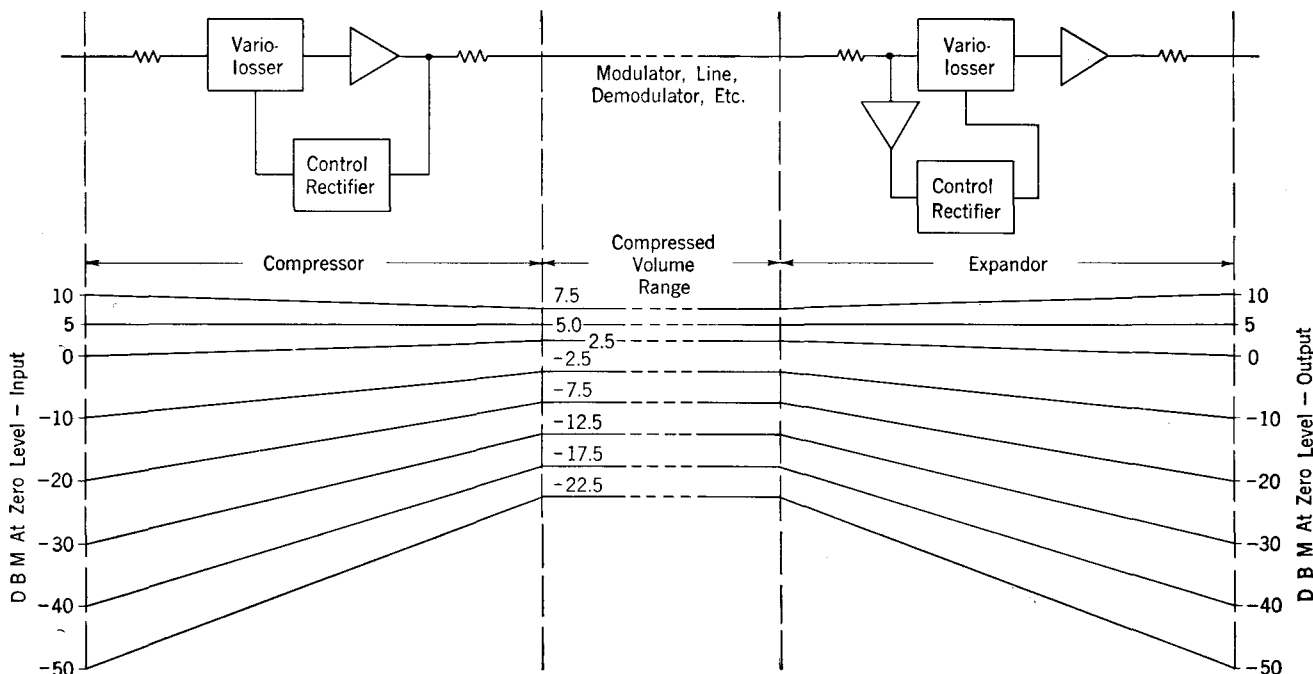 Vario-
losser
Control
Rectifier
Modulator, Line,
Demodulator, Etc.
Vario-
losser
Control
Rectifier
Compressor
Compressed
Volume
Range
Expandor
DBM At Zero Level – Input
10
5
0
-10
-20
-30
-40
-50
7.5
5.0
2.5
-2.5
-7.5
-12.5
-17.5
-22.5
10
5
0
-10
-20
-30
-40
-50
DBM At Zero Level – Output